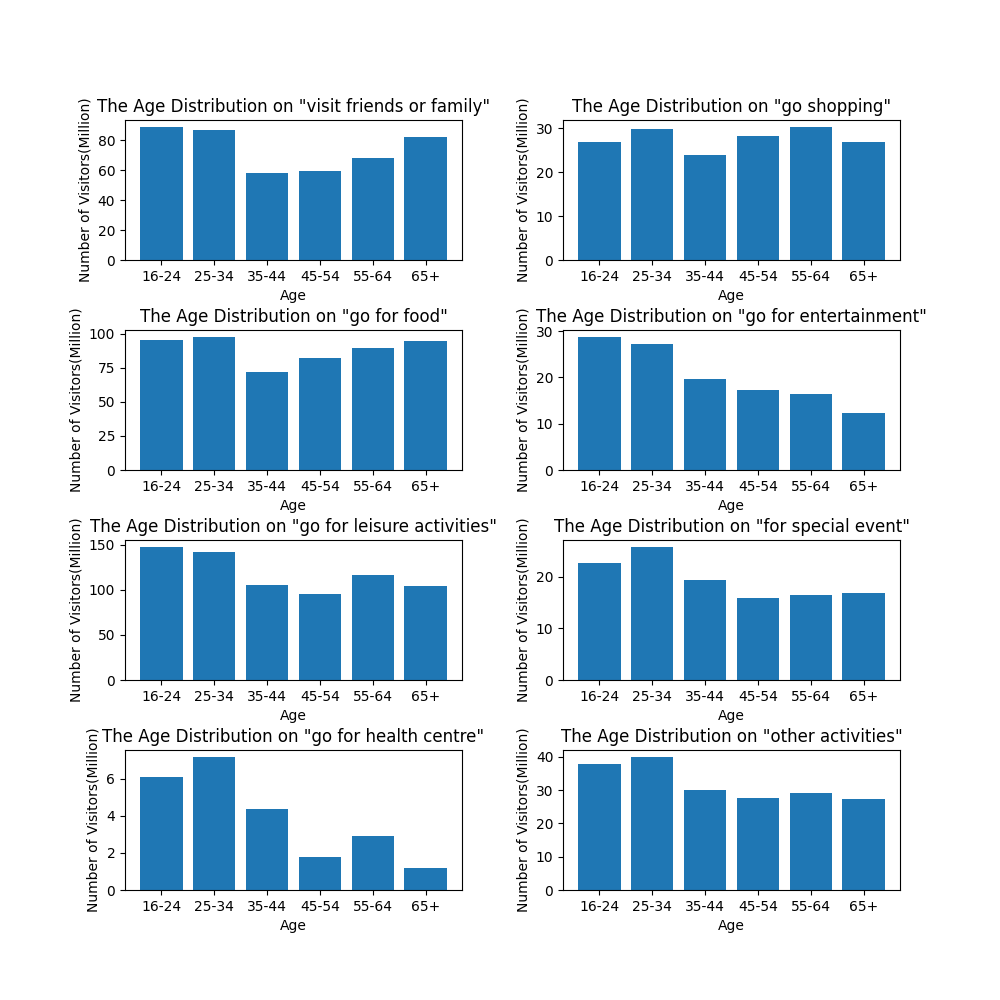 The Age Distribution on "visit friends or family"
Number of Visitors(Million)
80
60
40
20
0
16-24 25-34 35-44 45-54 55-64 65+
Age
The Age Distribution on "go shopping"
Number of Visitors(Million)
30
20
10
0
16-24 25-34 35-44 45-54 55-64 65+
Age
The Age Distribution on "go for food"
Number of Visitors(Million)
100
75
50
25
0
16-24 25-34 35-44 45-54 55-64 65+
Age
The Age Distribution on "go for entertainment"
Number of Visitors(Million)
30
20
10
0
16-24 25-34 35-44 45-54 55-64 65+
Age
The Age Distribution on "go for leisure activities"
Number of Visitors(Million)
150
100
50
0
16-24 25-34 35-44 45-54 55-64 65+
Age
The Age Distribution on "for special event"
Number of Visitors(Million)
20
10
0
16-24 25-34 35-44 45-54 55-64 65+
Age
The Age Distribution on "go for health centre"
Number of Visitors(Million)
6
4
2
0
16-24 25-34 35-44 45-54 55-64 65+
Age
The Age Distribution on "other activities"
Number of Visitors(Million)
40
30
20
10
0
16-24 25-34 35-44 45-54 55-64 65+
Age